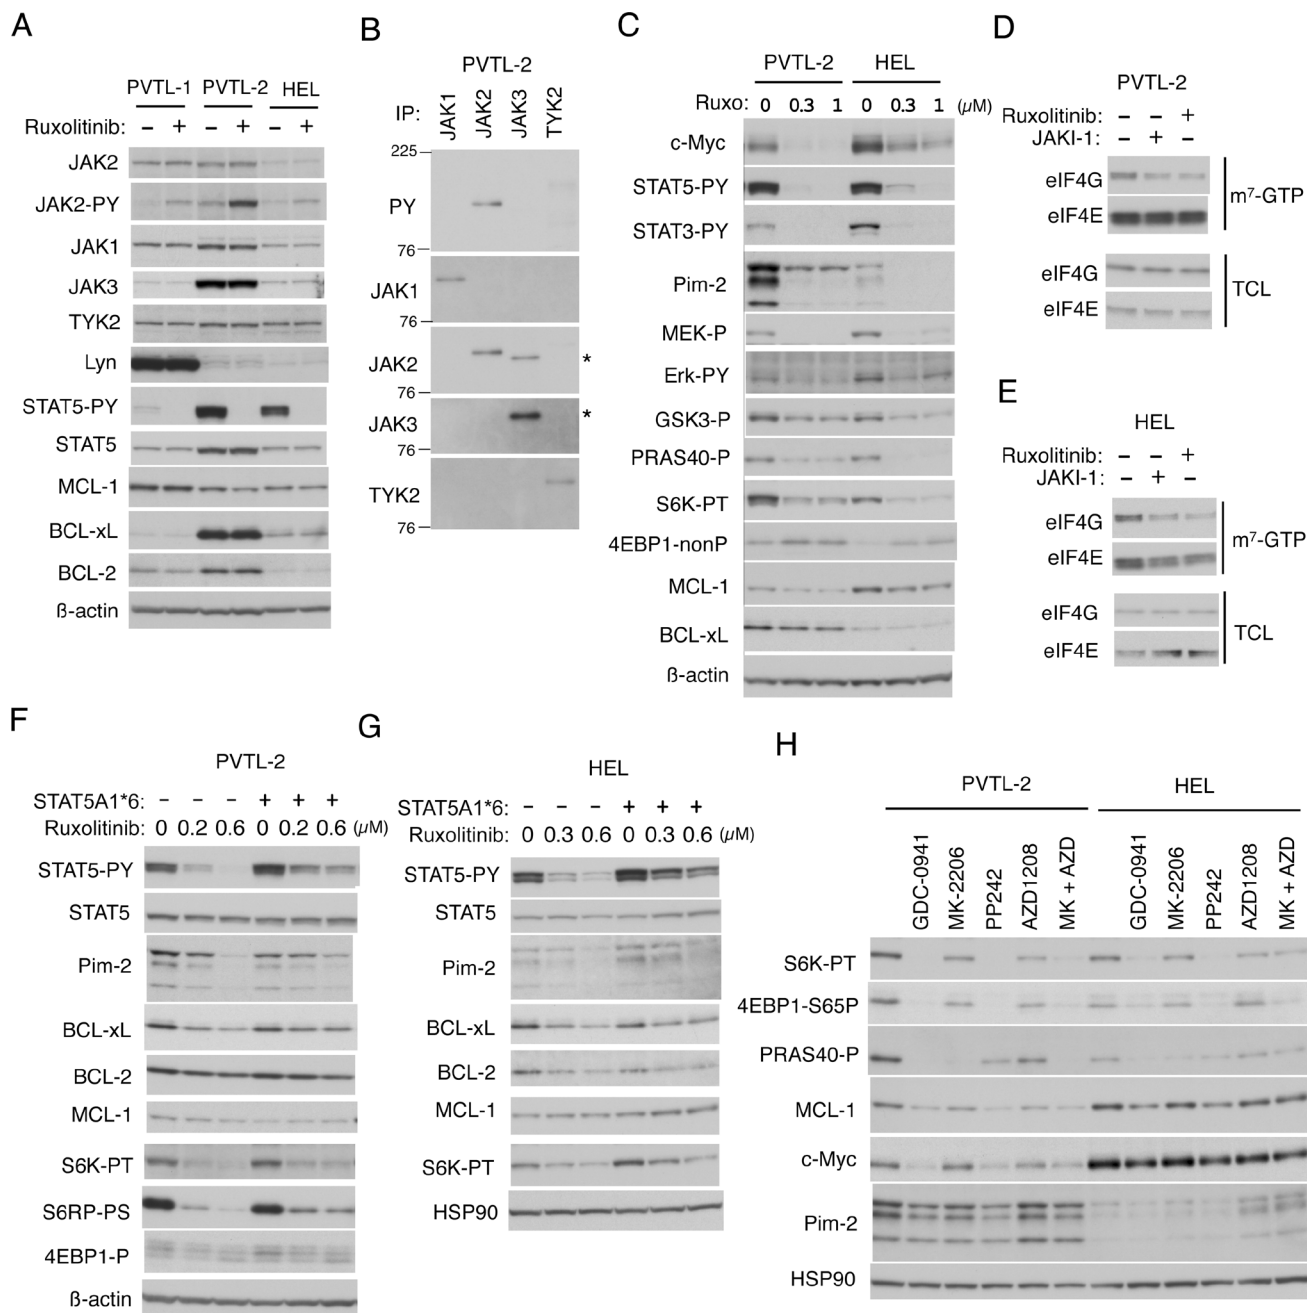 A
PVTL-1 PVTL-2 HEL
Ruxolitinib: – + – + – +
JAK2
JAK2-PY
JAK1
JAK3
TYK2
Lyn
STAT5-PY
STAT5
MCL-1
BCL-xL
BCL-2
ß-actin
B
PVTL-2
IP: JAK1 JAK2 JAK3 TYK2
225
PY
76
JAK1
76
JAK2 *
76
JAK3 *
76
TYK2
76
C
PVTL-2 HEL
Ruxo: 0 0.3 1 0 0.3 1 (µM)
c-Myc
STAT5-PY
STAT3-PY
Pim-2
MEK-P
Erk-PY
GSK3-P
PRAS40-P
S6K-PT
4EBP1-nonP
MCL-1
BCL-xL
ß-actin
D
PVTL-2
Ruxolitinib: – – +
JAKI-1: – + –
eIF4G
eIF4E
m⁷-GTP
eIF4G
eIF4E
TCL
E
HEL
Ruxolitinib: – – +
JAKI-1: – + –
eIF4G
eIF4E
m⁷-GTP
eIF4G
eIF4E
TCL
F
PVTL-2
STAT5A1*6: – – – + + +
Ruxolitinib: 0 0.2 0.6 0 0.2 0.6 (µM)
STAT5-PY
STAT5
Pim-2
BCL-xL
BCL-2
MCL-1
S6K-PT
S6RP-PS
4EBP1-P
ß-actin
G
HEL
STAT5A1*6: – – – + + +
Ruxolitinib: 0 0.3 0.6 0 0.3 0.6 (µM)
STAT5-PY
STAT5
Pim-2
BCL-xL
BCL-2
MCL-1
S6K-PT
HSP90
H
PVTL-2 HEL
GDC-0941 MK-2206 PP242 AZD1208 MK + AZD GDC-0941 MK-2206 PP242 AZD1208 MK + AZD
S6K-PT
4EBP1-S65P
PRAS40-P
MCL-1
c-Myc
Pim-2
HSP90